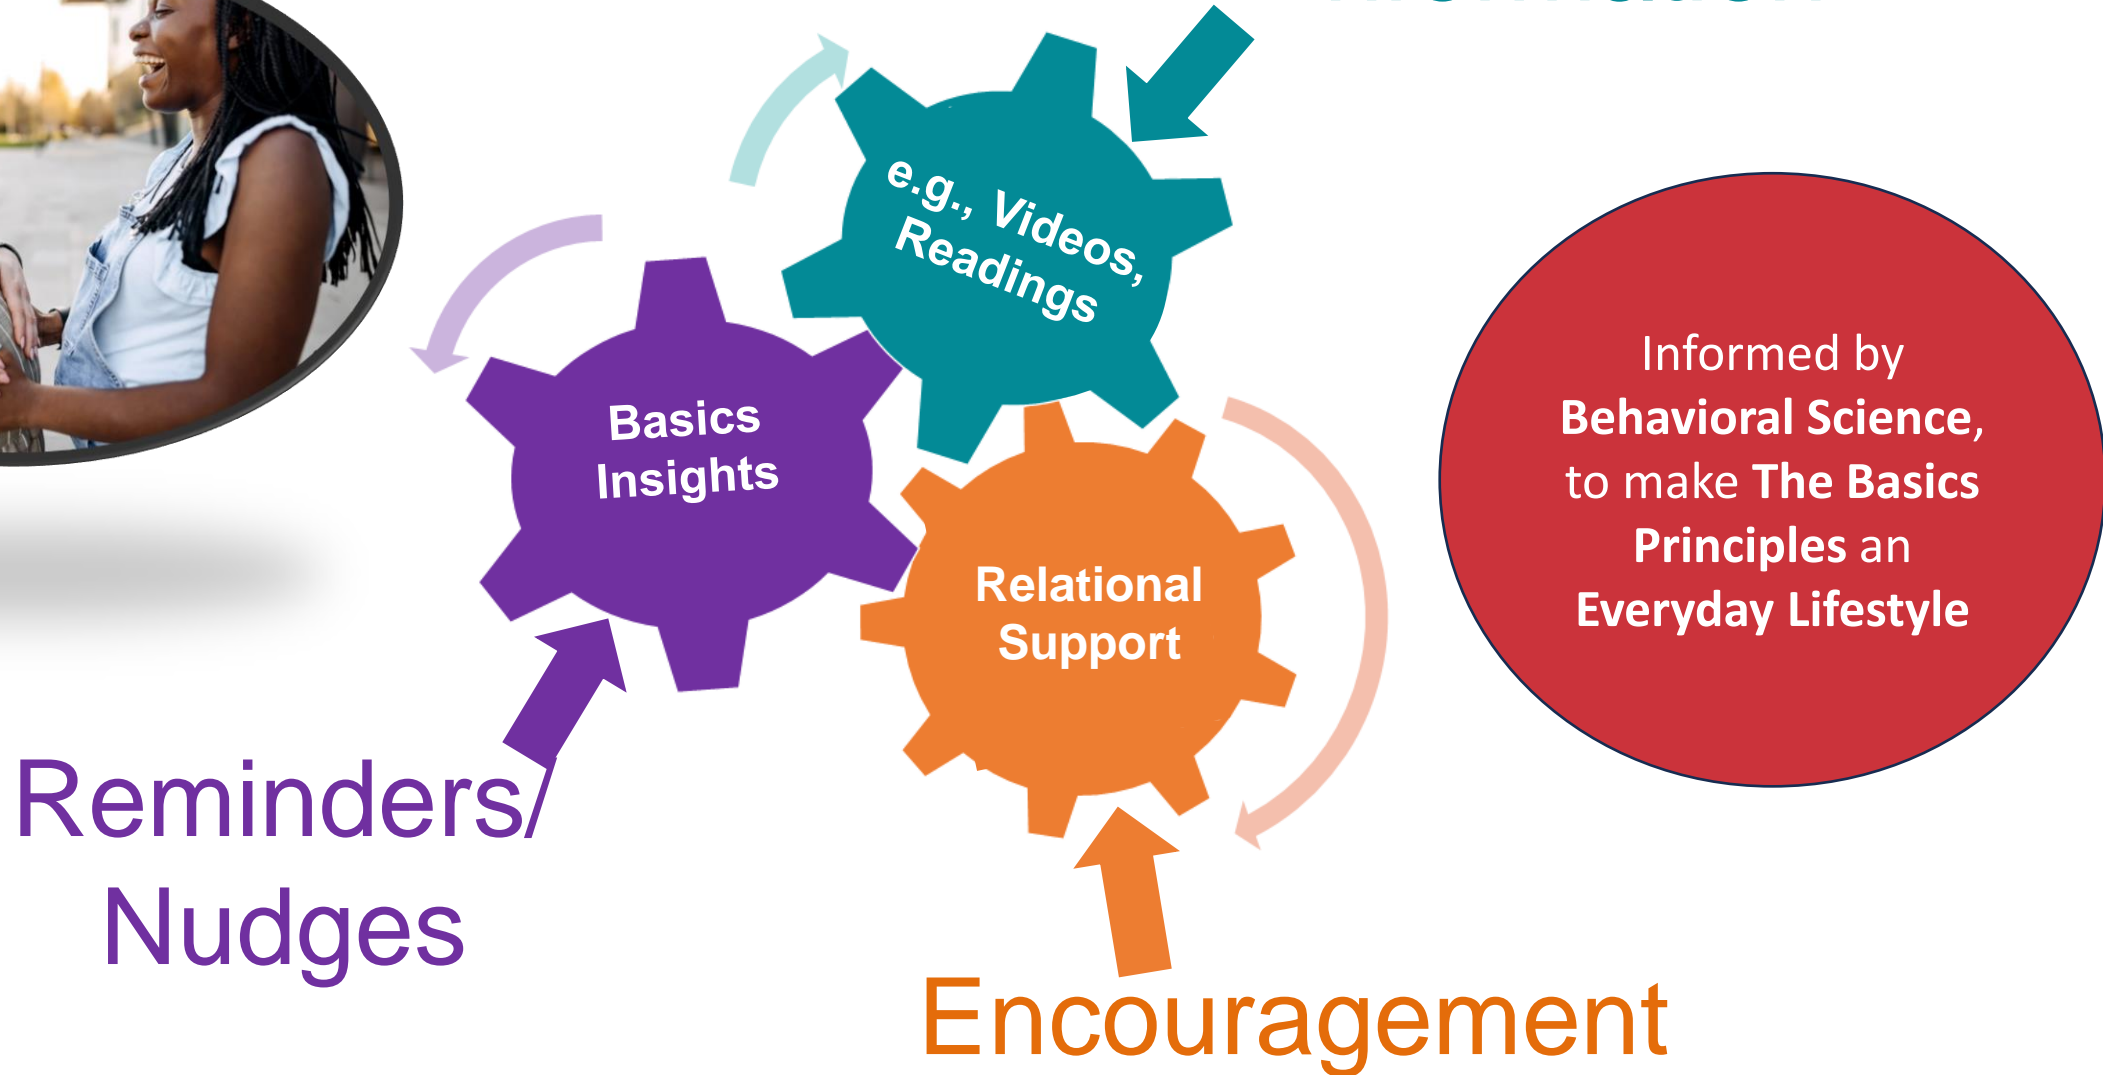 e.g., Videos,
Readings
Basics
Insights
Relational
Support
Informed by
Behavioral Science,
to make The Basics
Principles an
Everyday Lifestyle
Reminders/
Nudges
Encouragement